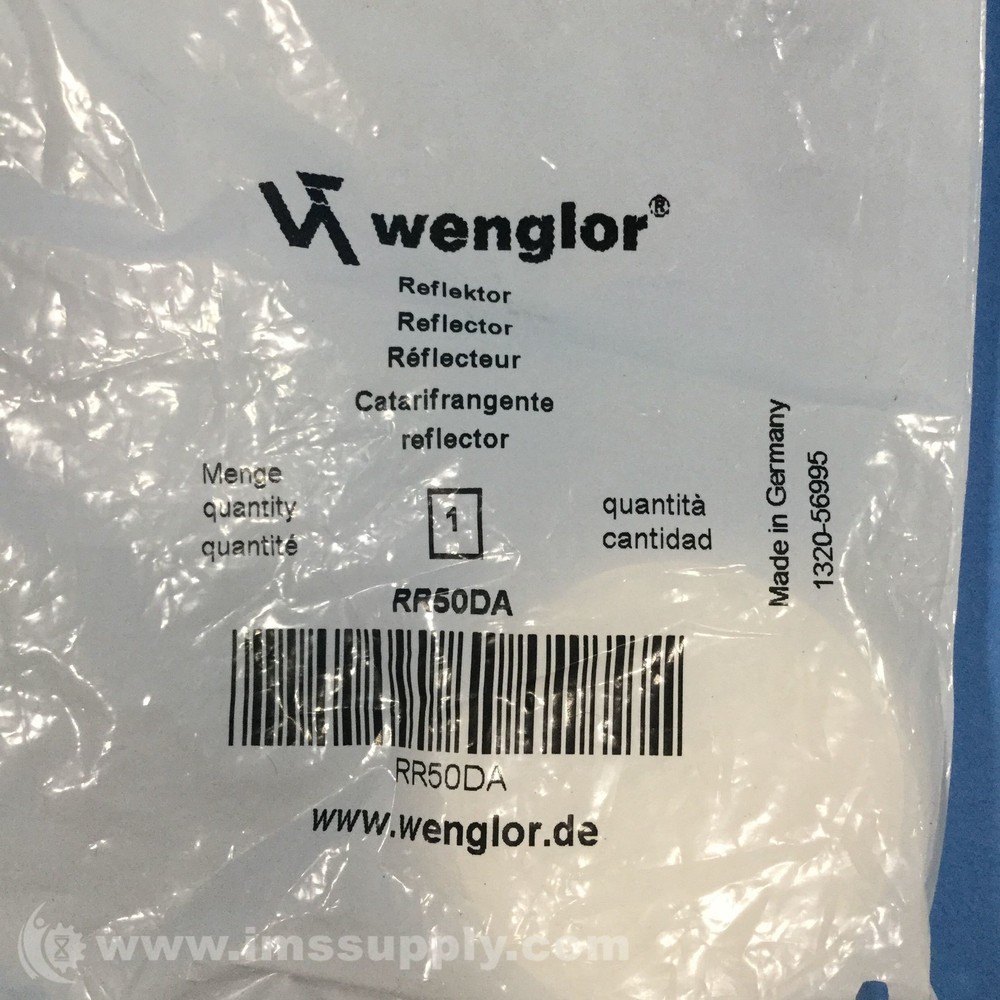 wenglor®
Reflektor
Reflector
Réflecteur
Catarifrangente
reflector
Menge
quantity
quantité
1
quantità
cantidad
Made in Germany
1320-56995
RR50DA
RR50DA
www.wenglor.de
www.imssupply.com